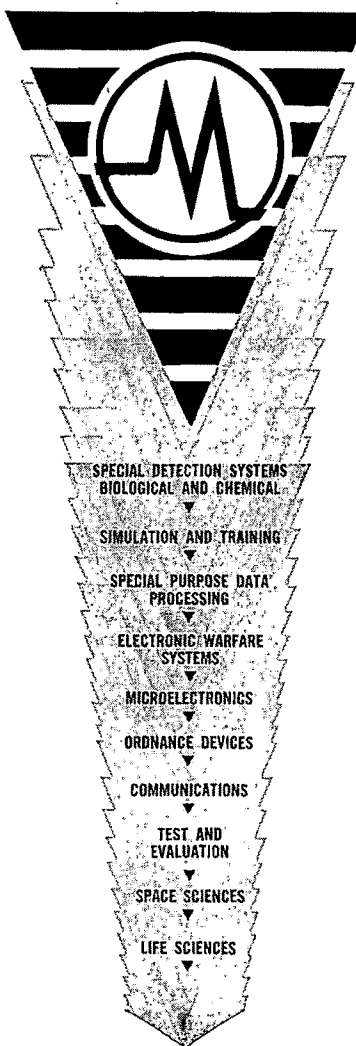 M
SPECIAL DETECTION SYSTEMS
BIOLOGICAL AND CHEMICAL
SIMULATION AND TRAINING
SPECIAL PURPOSE DATA
PROCESSING
ELECTRONIC WARFARE
SYSTEMS
MICROELECTRONICS
ORDNANCE DEVICES
COMMUNICATIONS
TEST AND
EVALUATION
SPACE SCIENCES
LIFE SCIENCES